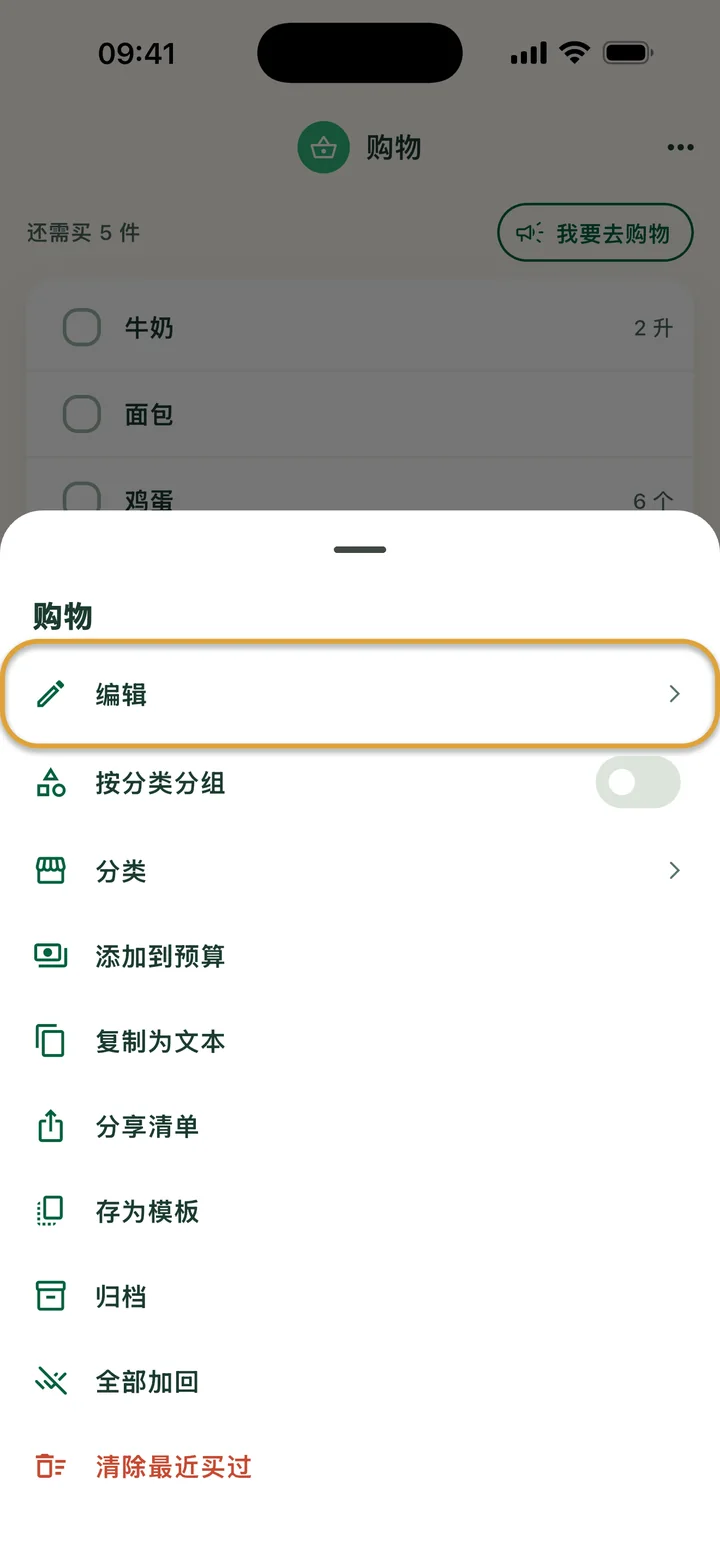 09:41
购物
还需买 5 件
我要去购物
牛奶
2 升
面包
鸡蛋
6 个
购物
编辑
按分类分组
分类
添加到预算
复制为文本
分享清单
存为模板
归档
全部加回
清除最近买过